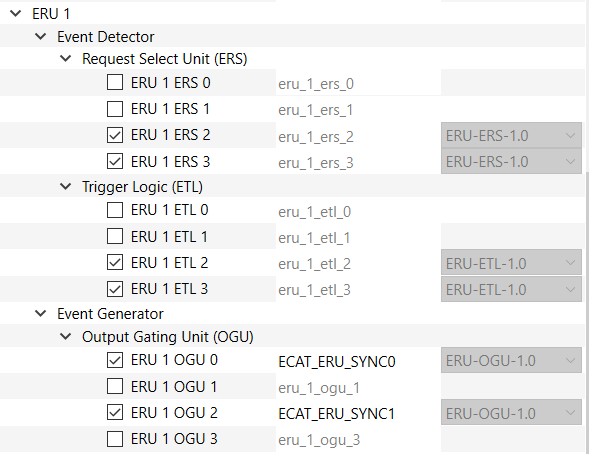 ERU 1
Event Detector
Request Select Unit (ERS)
ERU 1 ERS 0 eru_1_ers_0
ERU 1 ERS 1 eru_1_ers_1
ERU 1 ERS 2 eru_1_ers_2 ERU-ERS-1.0
ERU 1 ERS 3 eru_1_ers_3 ERU-ERS-1.0
Trigger Logic (ETL)
ERU 1 ETL 0 eru_1_etl_0
ERU 1 ETL 1 eru_1_etl_1
ERU 1 ETL 2 eru_1_etl_2 ERU-ETL-1.0
ERU 1 ETL 3 eru_1_etl_3 ERU-ETL-1.0
Event Generator
Output Gating Unit (OGU)
ERU 1 OGU 0 ECAT_ERU_SYNC0 ERU-OGU-1.0
ERU 1 OGU 1 eru_1_ogu_1
ERU 1 OGU 2 ECAT_ERU_SYNC1 ERU-OGU-1.0
ERU 1 OGU 3 eru_1_ogu_3